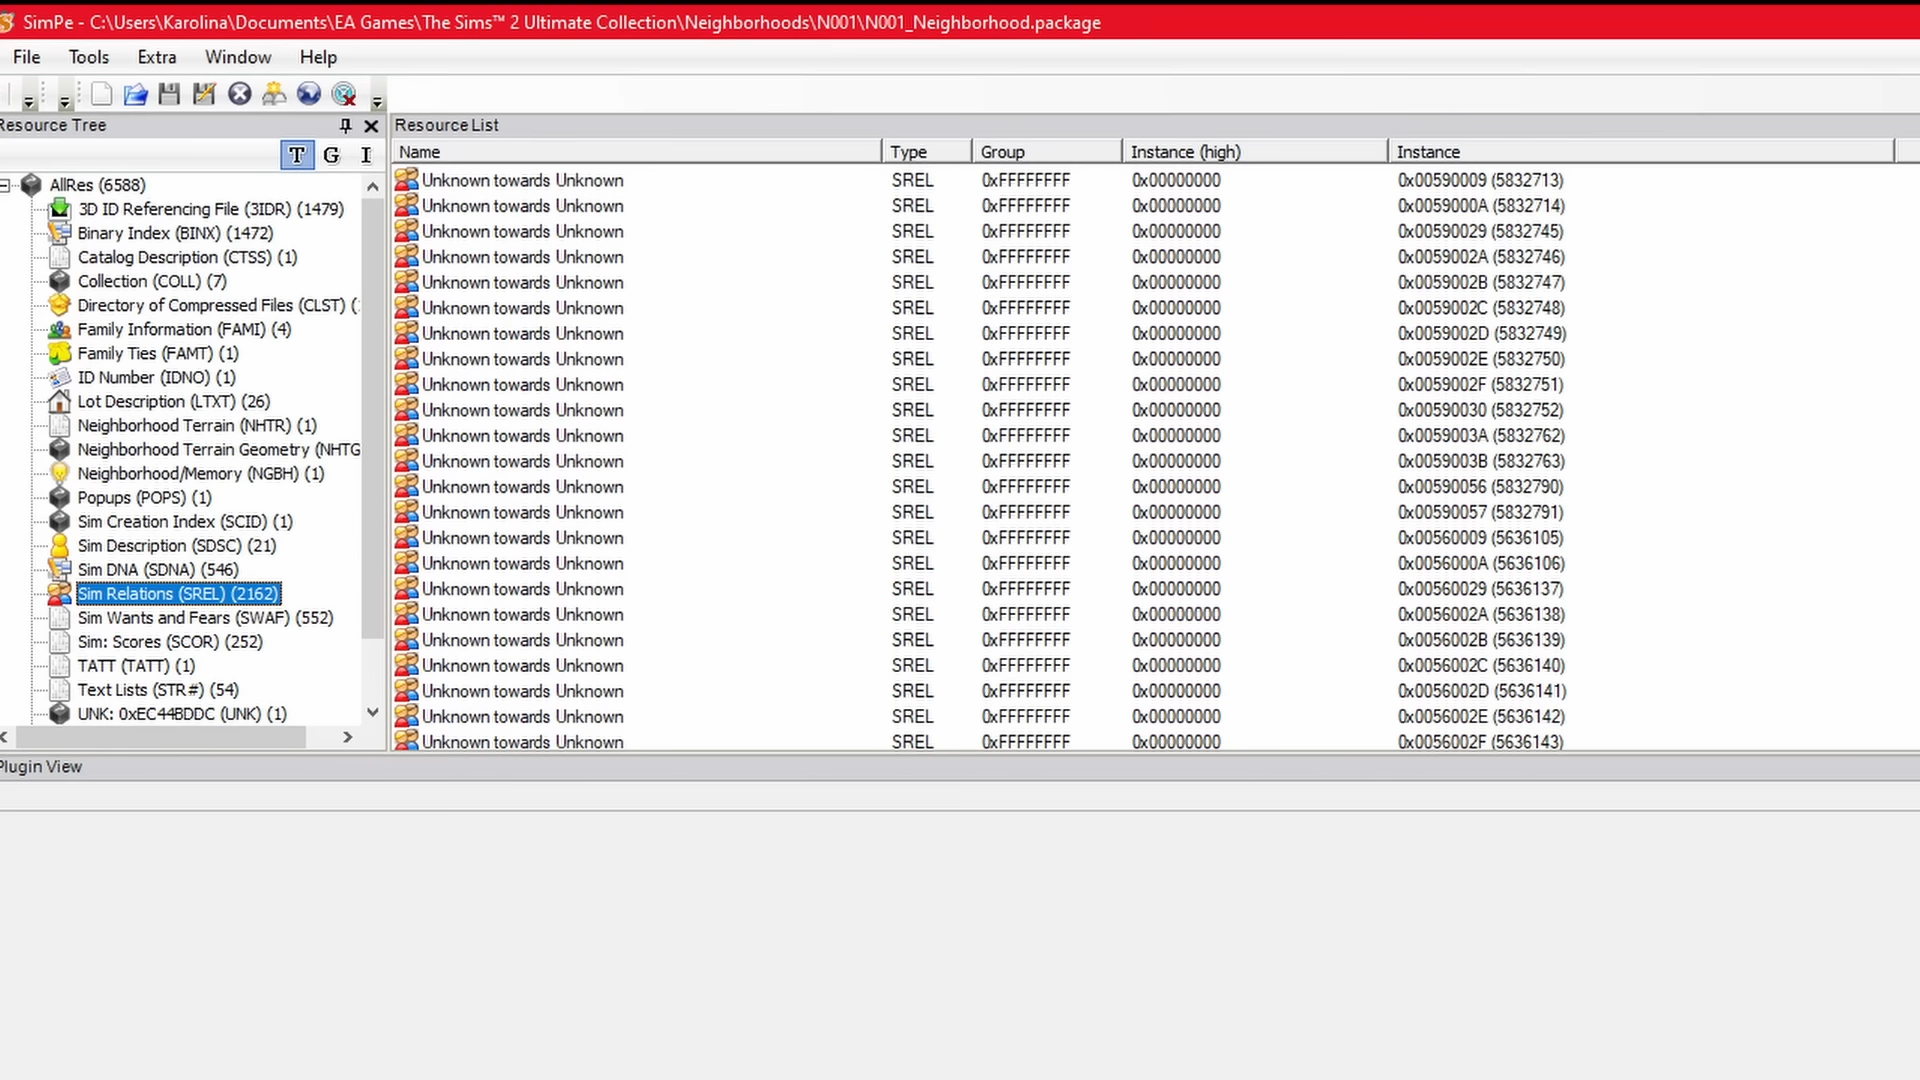 SimPe - C:\Users\Karolina\Documents\EA Games\The Sims™ 2 Ultimate Collection\Neighborhoods\N001\N001_Neighborhood.package
File Tools Extra Window Help
Resource Tree
T G I
AllRes (6588)
3D ID Referencing File (3IDR) (1479)
Binary Index (BINX) (1472)
Catalog Description (CTSS) (1)
Collection (COLL) (7)
Directory of Compressed Files (CLST) (
Family Information (FAMI) (4)
Family Ties (FAMT) (1)
ID Number (IDNO) (1)
Lot Description (LTXT) (26)
Neighborhood Terrain (NHTR) (1)
Neighborhood Terrain Geometry (NHTG
Neighborhood/Memory (NGBH) (1)
Popups (POPS) (1)
Sim Creation Index (SCID) (1)
Sim Description (SDSC) (21)
Sim DNA (SDNA) (546)
Sim Relations (SREL) (2162)
Sim Wants and Fears (SWAF) (552)
Sim: Scores (SCOR) (252)
TATT (TATT) (1)
Text Lists (STR#) (54)
UNK: 0xEC44BDDC (UNK) (1)
Resource List
Name Type Group Instance (high) Instance
Unknown towards Unknown SREL 0xFFFFFFFF 0x00000000 0x00590009 (5832713)
Unknown towards Unknown SREL 0xFFFFFFFF 0x00000000 0x0059000A (5832714)
Unknown towards Unknown SREL 0xFFFFFFFF 0x00000000 0x00590029 (5832745)
Unknown towards Unknown SREL 0xFFFFFFFF 0x00000000 0x0059002A (5832746)
Unknown towards Unknown SREL 0xFFFFFFFF 0x00000000 0x0059002B (5832747)
Unknown towards Unknown SREL 0xFFFFFFFF 0x00000000 0x0059002C (5832748)
Unknown towards Unknown SREL 0xFFFFFFFF 0x00000000 0x0059002D (5832749)
Unknown towards Unknown SREL 0xFFFFFFFF 0x00000000 0x0059002E (5832750)
Unknown towards Unknown SREL 0xFFFFFFFF 0x00000000 0x0059002F (5832751)
Unknown towards Unknown SREL 0xFFFFFFFF 0x00000000 0x00590030 (5832752)
Unknown towards Unknown SREL 0xFFFFFFFF 0x00000000 0x0059003A (5832762)
Unknown towards Unknown SREL 0xFFFFFFFF 0x00000000 0x0059003B (5832763)
Unknown towards Unknown SREL 0xFFFFFFFF 0x00000000 0x00590056 (5832790)
Unknown towards Unknown SREL 0xFFFFFFFF 0x00000000 0x00590057 (5832791)
Unknown towards Unknown SREL 0xFFFFFFFF 0x00000000 0x00560009 (5636105)
Unknown towards Unknown SREL 0xFFFFFFFF 0x00000000 0x0056000A (5636106)
Unknown towards Unknown SREL 0xFFFFFFFF 0x00000000 0x00560029 (5636137)
Unknown towards Unknown SREL 0xFFFFFFFF 0x00000000 0x0056002A (5636138)
Unknown towards Unknown SREL 0xFFFFFFFF 0x00000000 0x0056002B (5636139)
Unknown towards Unknown SREL 0xFFFFFFFF 0x00000000 0x0056002C (5636140)
Unknown towards Unknown SREL 0xFFFFFFFF 0x00000000 0x0056002D (5636141)
Unknown towards Unknown SREL 0xFFFFFFFF 0x00000000 0x0056002E (5636142)
Unknown towards Unknown SREL 0xFFFFFFFF 0x00000000 0x0056002F (5636143)
Plugin View